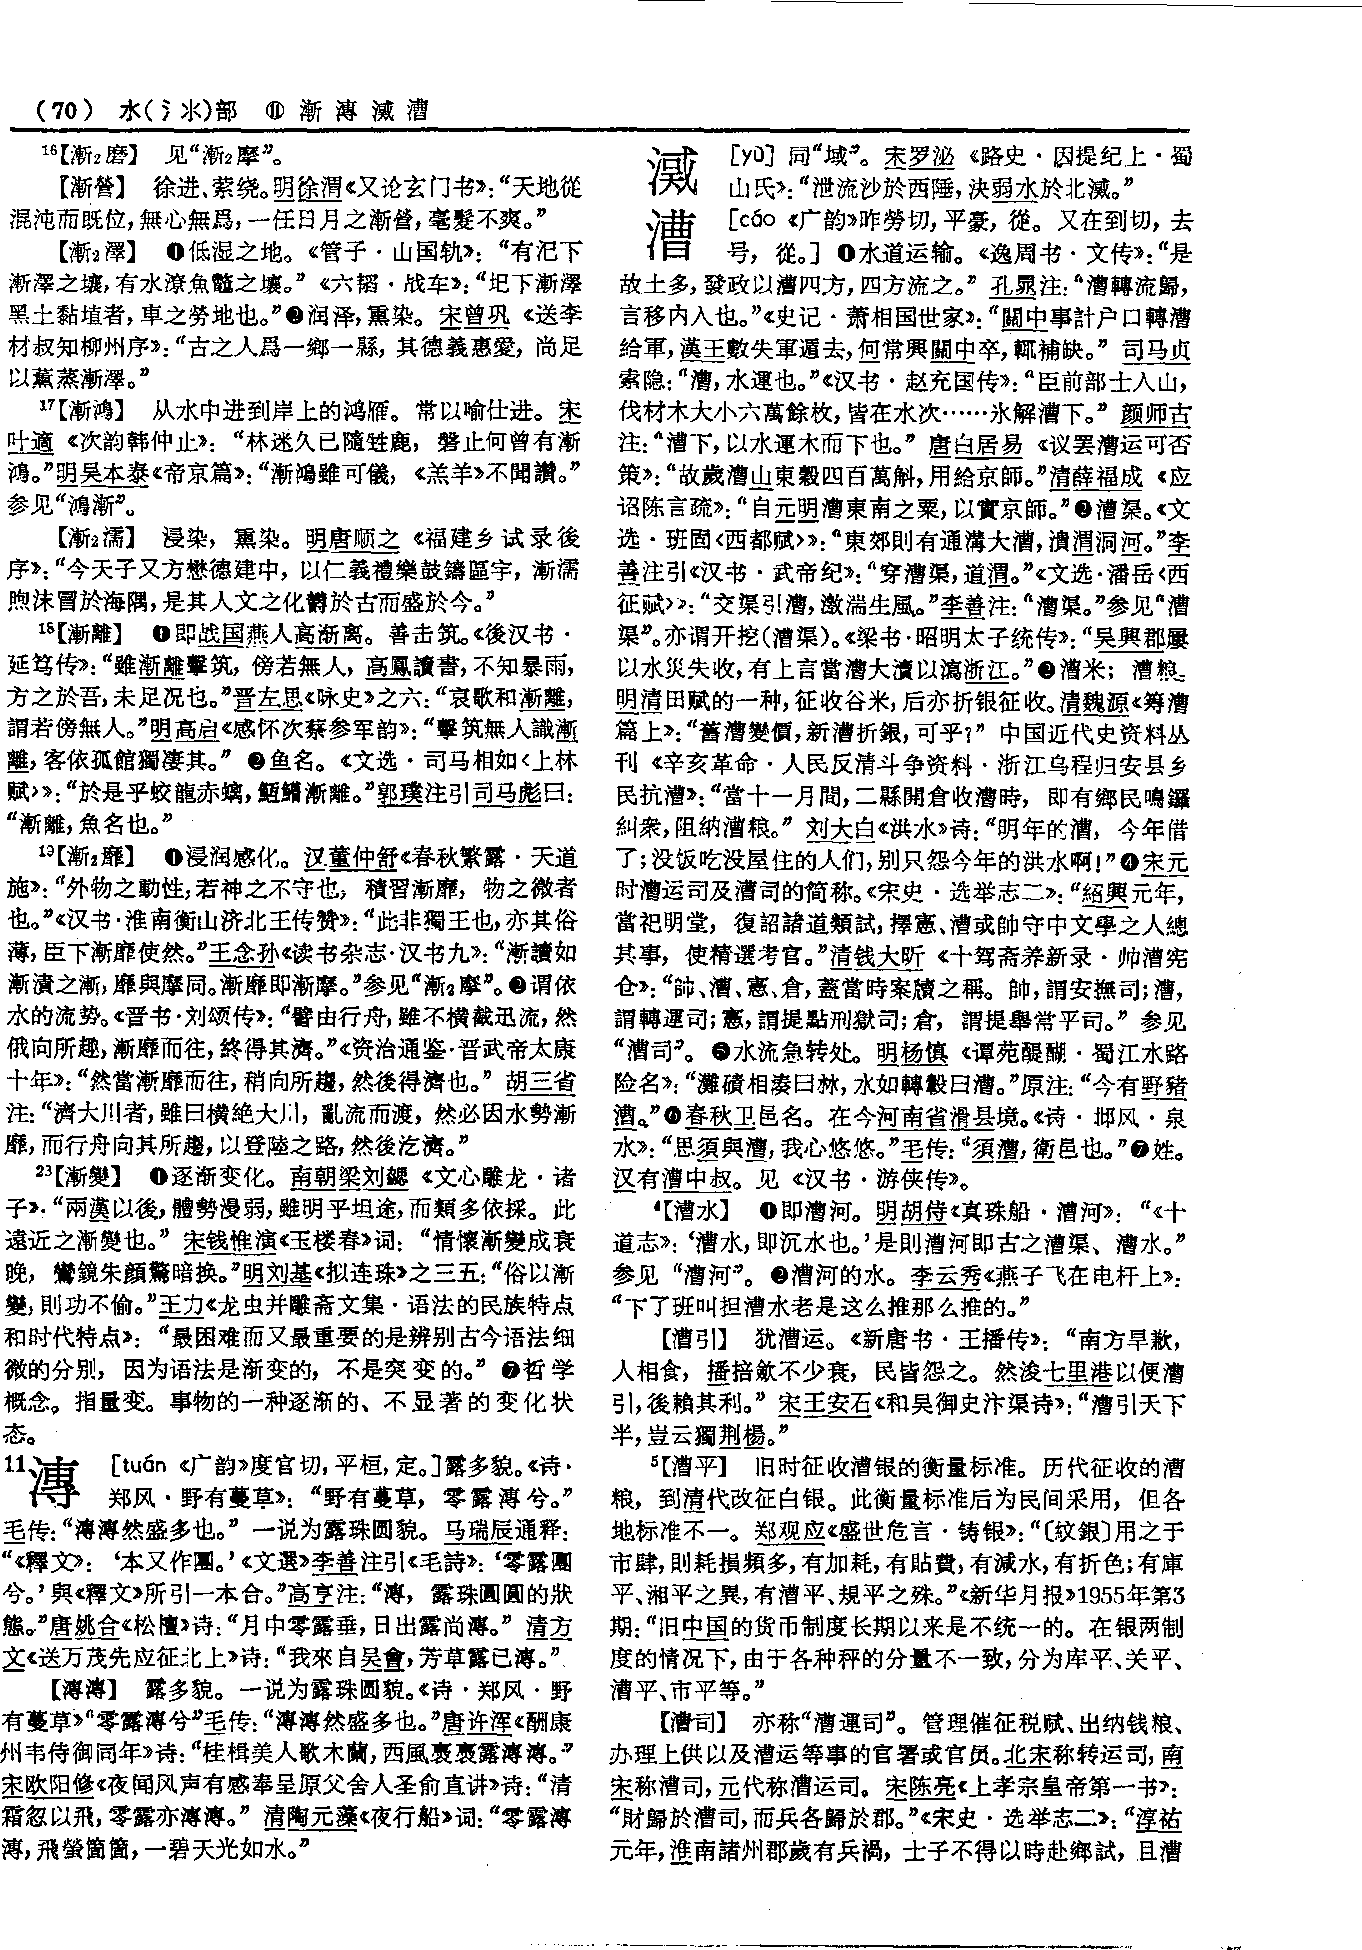 (70) 水(氵氺)部 ⑪ 漸漙減漕
¹⁶【漸₂磨】 见“漸₂摩”。
【漸營】 徐进、萦绕。明徐渭《又论玄门书》：“天地從
混沌而既位，無心無爲，一任日月之漸營，毫髮不爽。”
【漸₂澤】 ❶低湿之地。《管子·山国轨》：“有汜下
漸澤之壤，有水潦魚鼈之壤。”《六韬·战车》：“圮下漸澤
黑土黏埴者，車之勞地也。”❷润泽，熏染。宋曾巩《送李
材叔知柳州序》：“古之人爲一鄉一縣，其德義惠愛，尚足
以薰蒸漸澤。”
¹⁷【漸鴻】 从水中进到岸上的鸿雁。常以喻仕进。宋
叶適《次韵韩仲止》：“林迷久已隨甡鹿，磐止何曾有漸
鴻。”明吴本泰《帝京篇》：“漸鴻雖可儀，《羔羊》不聞讚。”
参见“鴻漸”。
【漸₂濡】 浸染，熏染。明唐顺之《福建乡试录後
序》：“今天子又方懋德建中，以仁義禮樂鼓鑄區宇，漸濡
煦沫冒於海隅，是其人文之化鬱於古而盛於今。”
¹⁸【漸離】 ❶即战国燕人高渐离。善击筑。《後汉书·
延笃传》：“雖漸離擊筑，傍若無人，高鳳讀書，不知暴雨，
方之於吾，未足況也。”晋左思《咏史》之六：“哀歌和漸離，
謂若傍無人。”明高启《感怀次蔡参军韵》：“擊筑無人識漸
離，客依孤館獨淒其。” ❷鱼名。《文选·司马相如〈上林
赋〉》：“於是乎蛟龍赤螭，䱭䲛漸離。”郭璞注引司马彪曰：
“漸離，魚名也。”
¹⁹【漸₂靡】 ❶浸润感化。汉董仲舒《春秋繁露·天道
施》：“外物之動性，若神之不守也，積習漸靡，物之微者
也。”《汉书·淮南衡山济北王传赞》：“此非獨王也，亦其俗
薄，臣下漸靡使然。”王念孙《读书杂志·汉书九》：“漸讀如
漸漬之漸，靡與摩同。漸靡即漸摩。”参见“漸₂摩”。❷谓依
水的流势。《晋书·刘颂传》：“譬由行舟，雖不横截迅流，然
俄向所趣，漸靡而往，終得其濟。”《资治通鉴·晋武帝太康
十年》：“然當漸靡而往，稍向所趨，然後得濟也。”胡三省
注：“濟大川者，雖曰橫絶大川，亂流而渡，然必因水勢漸
靡，而行舟向其所趨，以登陸之路，然後汔濟。”
²³【漸變】 ❶逐渐变化。南朝梁刘勰《文心雕龙·诸
子》：“兩漢以後，體勢漫弱，雖明乎坦途，而類多依採。此
遠近之漸變也。”宋钱惟演《玉楼春》词：“情懷漸變成衰
晚，鸞鏡朱顔驚暗换。”明刘基《拟连珠》之三五：“俗以漸
變，則功不偷。”王力《龙虫并雕斋文集·语法的民族特点
和时代特点》：“最困难而又最重要的是辨别古今语法细
微的分别，因为语法是渐变的，不是突变的。” ❼哲学
概念。指量变。事物的一种逐渐的、不显著的变化状
态。
11漙 [tuán 《广韵》度官切，平桓，定。]露多貌。《诗·
郑风·野有蔓草》：“野有蔓草，零露漙兮。”
毛传：“漙漙然盛多也。”一说为露珠圆貌。马瑞辰通释：
“《釋文》：‘本又作團。’《文選》李善注引《毛詩》：‘零露團
兮。’與《釋文》所引一本合。”高亨注：“漙，露珠圓圓的狀
態。”唐姚合《松檀》诗：“月中零露垂，日出露尚漙。”清方
文《送万茂先应征北上》诗：“我來自吴會，芳草露已漙。”
【漙漙】 露多貌。一说为露珠圆貌。《诗·郑风·野
有蔓草》“零露漙兮”毛传：“漙漙然盛多也。”唐许浑《酬康
州韦侍御同年》诗：“桂楫美人歌木蘭，西風裊裊露漙漙。”
宋欧阳修《夜闻风声有感奉呈原父舍人圣俞直讲》诗：“清
霜忽以飛，零露亦漙漙。”清陶元藻《夜行船》词：“零露漙
漙，飛螢箇箇，一碧天光如水。”
淢 [yù] 同“域”。宋罗泌《路史·因提纪上·蜀
山氏》：“泄流沙於西陲，決弱水於北淢。”
漕 [cáo 《广韵》昨勞切，平豪，從。又在到切，去
号，從。] ❶水道运输。《逸周书·文传》：“是
故土多，發政以漕四方，四方流之。”孔晁注：“漕轉流歸，
言移内入也。”《史记·萧相国世家》：“關中事計户口轉漕
給軍，漢王數失軍遁去，何常興關中卒，輒補缺。”司马贞
索隐：“漕，水運也。”《汉书·赵充国传》：“臣前部士入山，
伐材木大小六萬餘枚，皆在水次……氷解漕下。”颜师古
注：“漕下，以水運木而下也。”唐白居易《议罢漕运可否
策》：“故歲漕山東穀四百萬斛，用給京師。”清薛福成《应
诏陈言疏》：“自元明漕東南之粟，以實京師。”❷漕渠。《文
选·班固〈西都赋〉》：“東郊則有通溝大漕，潰渭洞河。”李
善注引《汉书·武帝纪》：“穿漕渠，道渭。”《文选·潘岳〈西
征赋〉》：“交渠引漕，激湍生風。”李善注：“漕渠。”参见“漕
渠”。亦谓开挖(漕渠)。《梁书·昭明太子统传》：“吴興郡屢
以水災失收，有上言當漕大瀆以瀉浙江。”❸漕米；漕粮。
明清田赋的一种，征收谷米，后亦折银征收。清魏源《筹漕
篇上》：“舊漕變價，新漕折銀，可乎？”中国近代史资料丛
刊《辛亥革命·人民反清斗争资料·浙江乌程归安县乡
民抗漕》：“當十一月間，二縣開倉收漕時，即有鄉民鳴鑼
糾衆，阻納漕粮。”刘大白《洪水》诗：“明年的漕，今年借
了；没饭吃没屋住的人们，别只怨今年的洪水啊！”❹宋元
时漕运司及漕司的简称。《宋史·选举志二》：“紹興元年，
當祀明堂，復詔諸道類試，擇憲、漕或帥守中文學之人總
其事，使精選考官。”清钱大昕《十驾斋养新录·帅漕宪
仓》：“帥、漕、憲、倉，蓋當時案牘之稱。帥，謂安撫司；漕，
謂轉運司；憲，謂提點刑獄司；倉，謂提舉常平司。”参见
“漕司”。❺水流急转处。明杨慎《谭苑醍醐·蜀江水路
险名》：“灘磧相湊曰㵗，水如轉轂曰漕。”原注：“今有野豬
漕。”❻春秋卫邑名。在今河南省滑县境。《诗·邶风·泉
水》：“思須與漕，我心悠悠。”毛传：“須漕，衛邑也。”❼姓。
汉有漕中叔。见《汉书·游侠传》。
⁴【漕水】 ❶即漕河。明胡侍《真珠船·漕河》：“《十
道志》：‘漕水，即沉水也。’是則漕河即古之漕渠、漕水。”
参见“漕河”。❷漕河的水。李云秀《燕子飞在电杆上》：
“下了班叫担漕水老是这么推那么推的。”
【漕引】 犹漕运。《新唐书·王播传》：“南方旱歉，
人相食，播掊斂不少衰，民皆怨之。然浚七里港以便漕
引，後賴其利。”宋王安石《和吴御史汴渠诗》：“漕引天下
半，豈云獨荆楊。”
⁵【漕平】 旧时征收漕银的衡量标准。历代征收的漕
粮，到清代改征白银。此衡量标准后为民间采用，但各
地标准不一。郑观应《盛世危言·铸银》：“〔紋銀〕用之于
市肆，則耗損頻多，有加耗，有貼費，有減水，有折色；有庫
平、湘平之異，有漕平、規平之殊。”《新华月报》1955年第3
期：“旧中国的货币制度长期以来是不统一的。在银两制
度的情况下，由于各种秤的分量不一致，分为库平、关平、
漕平、市平等。”
【漕司】 亦称“漕運司”。管理催征税赋、出纳钱粮、
办理上供以及漕运等事的官署或官员。北宋称转运司，南
宋称漕司，元代称漕运司。宋陈亮《上孝宗皇帝第一书》：
“財歸於漕司，而兵各歸於郡。”《宋史·选举志二》：“淳祐
元年，淮南諸州郡歲有兵禍，士子不得以時赴鄉試，且漕